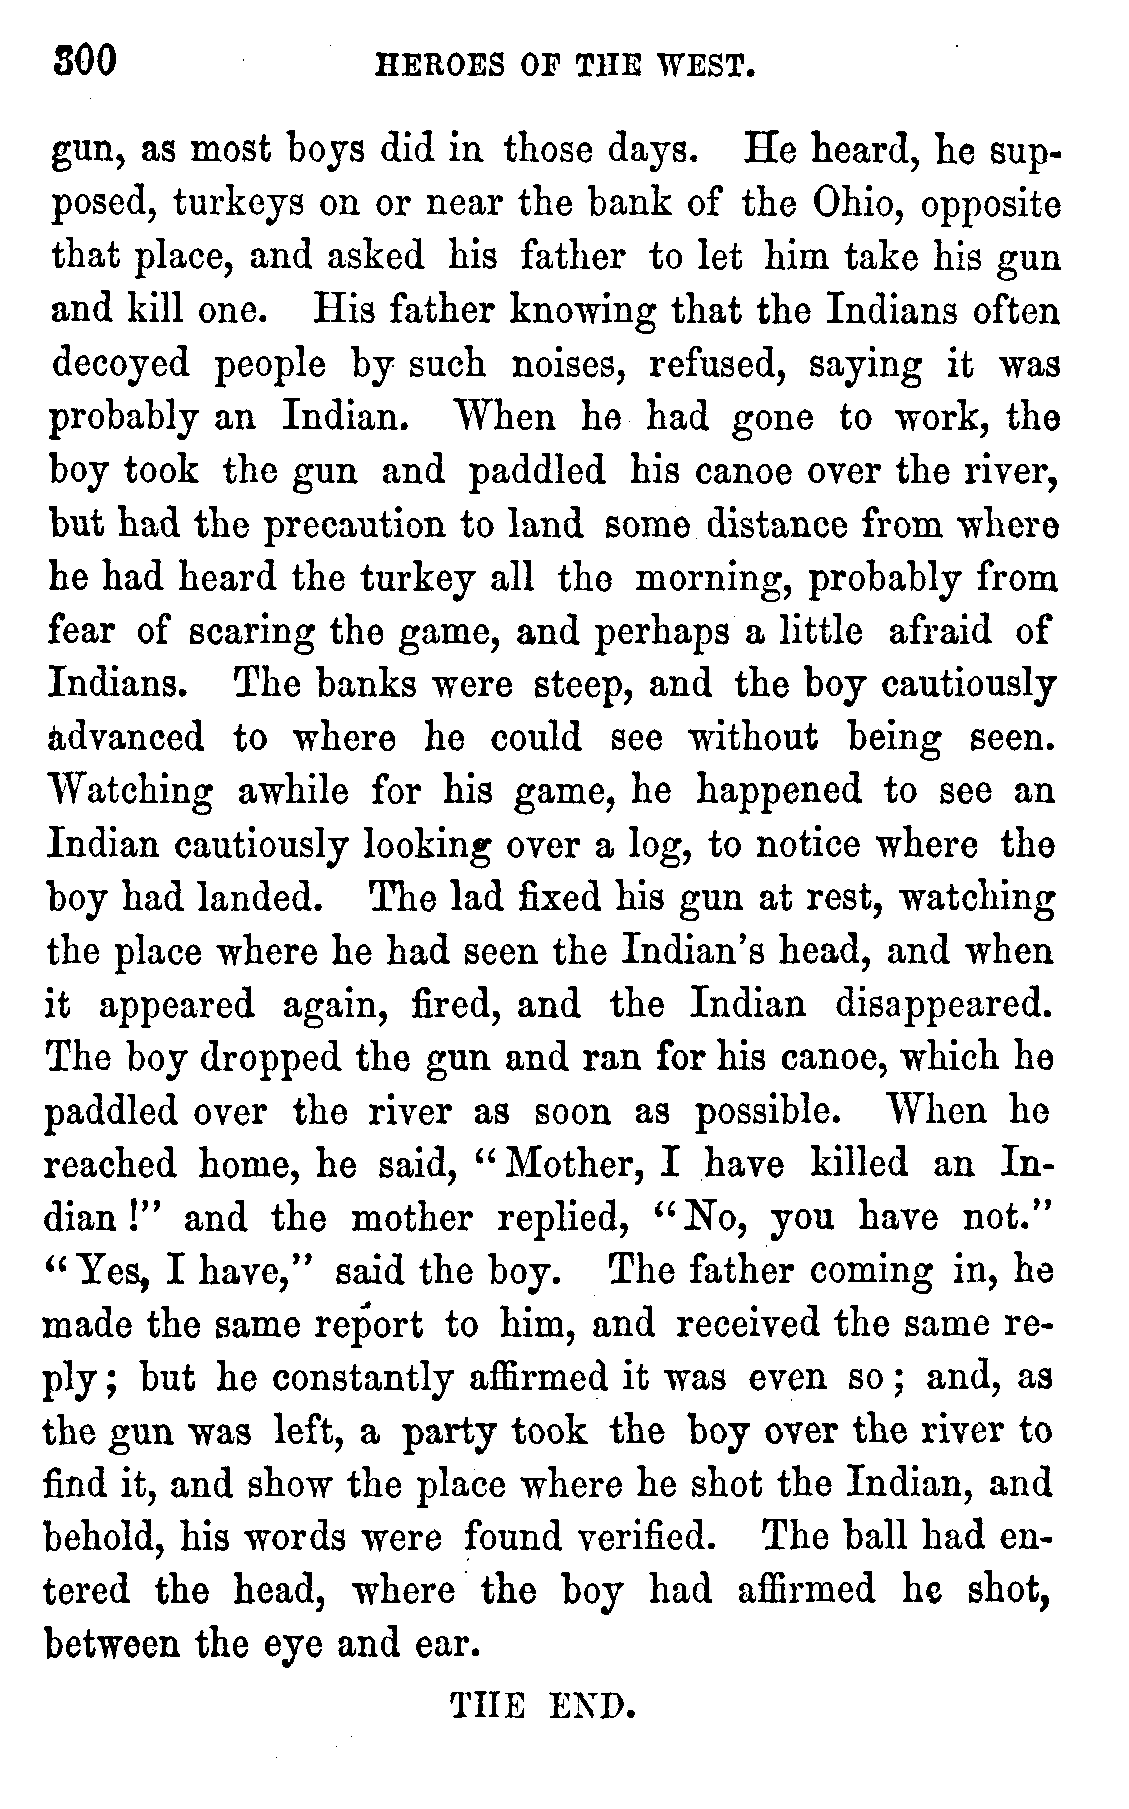 300 HEROES OF THE WEST.
gun, as most boys did in those days. He heard, he sup-
posed, turkeys on or near the bank of the Ohio, opposite
that place, and asked his father to let him take his gun
and kill one. His father knowing that the Indians often
decoyed people by such noises, refused, saying it was
probably an Indian. When he had gone to work, the
boy took the gun and paddled his canoe over the river,
but had the precaution to land some distance from where
he had heard the turkey all the morning, probably from
fear of scaring the game, and perhaps a little afraid of
Indians. The banks were steep, and the boy cautiously
advanced to where he could see without being seen.
Watching awhile for his game, he happened to see an
Indian cautiously looking over a log, to notice where the
boy had landed. The lad fixed his gun at rest, watching
the place where he had seen the Indian's head, and when
it appeared again, fired, and the Indian disappeared.
The boy dropped the gun and ran for his canoe, which he
paddled over the river as soon as possible. When he
reached home, he said, "Mother, I have killed an In-
dian!" and the mother replied, "No, you have not."
"Yes, I have," said the boy. The father coming in, he
made the same report to him, and received the same re-
ply; but he constantly affirmed it was even so; and, as
the gun was left, a party took the boy over the river to
find it, and show the place where he shot the Indian, and
behold, his words were found verified. The ball had en-
tered the head, where the boy had affirmed he shot,
between the eye and ear.
THE END.